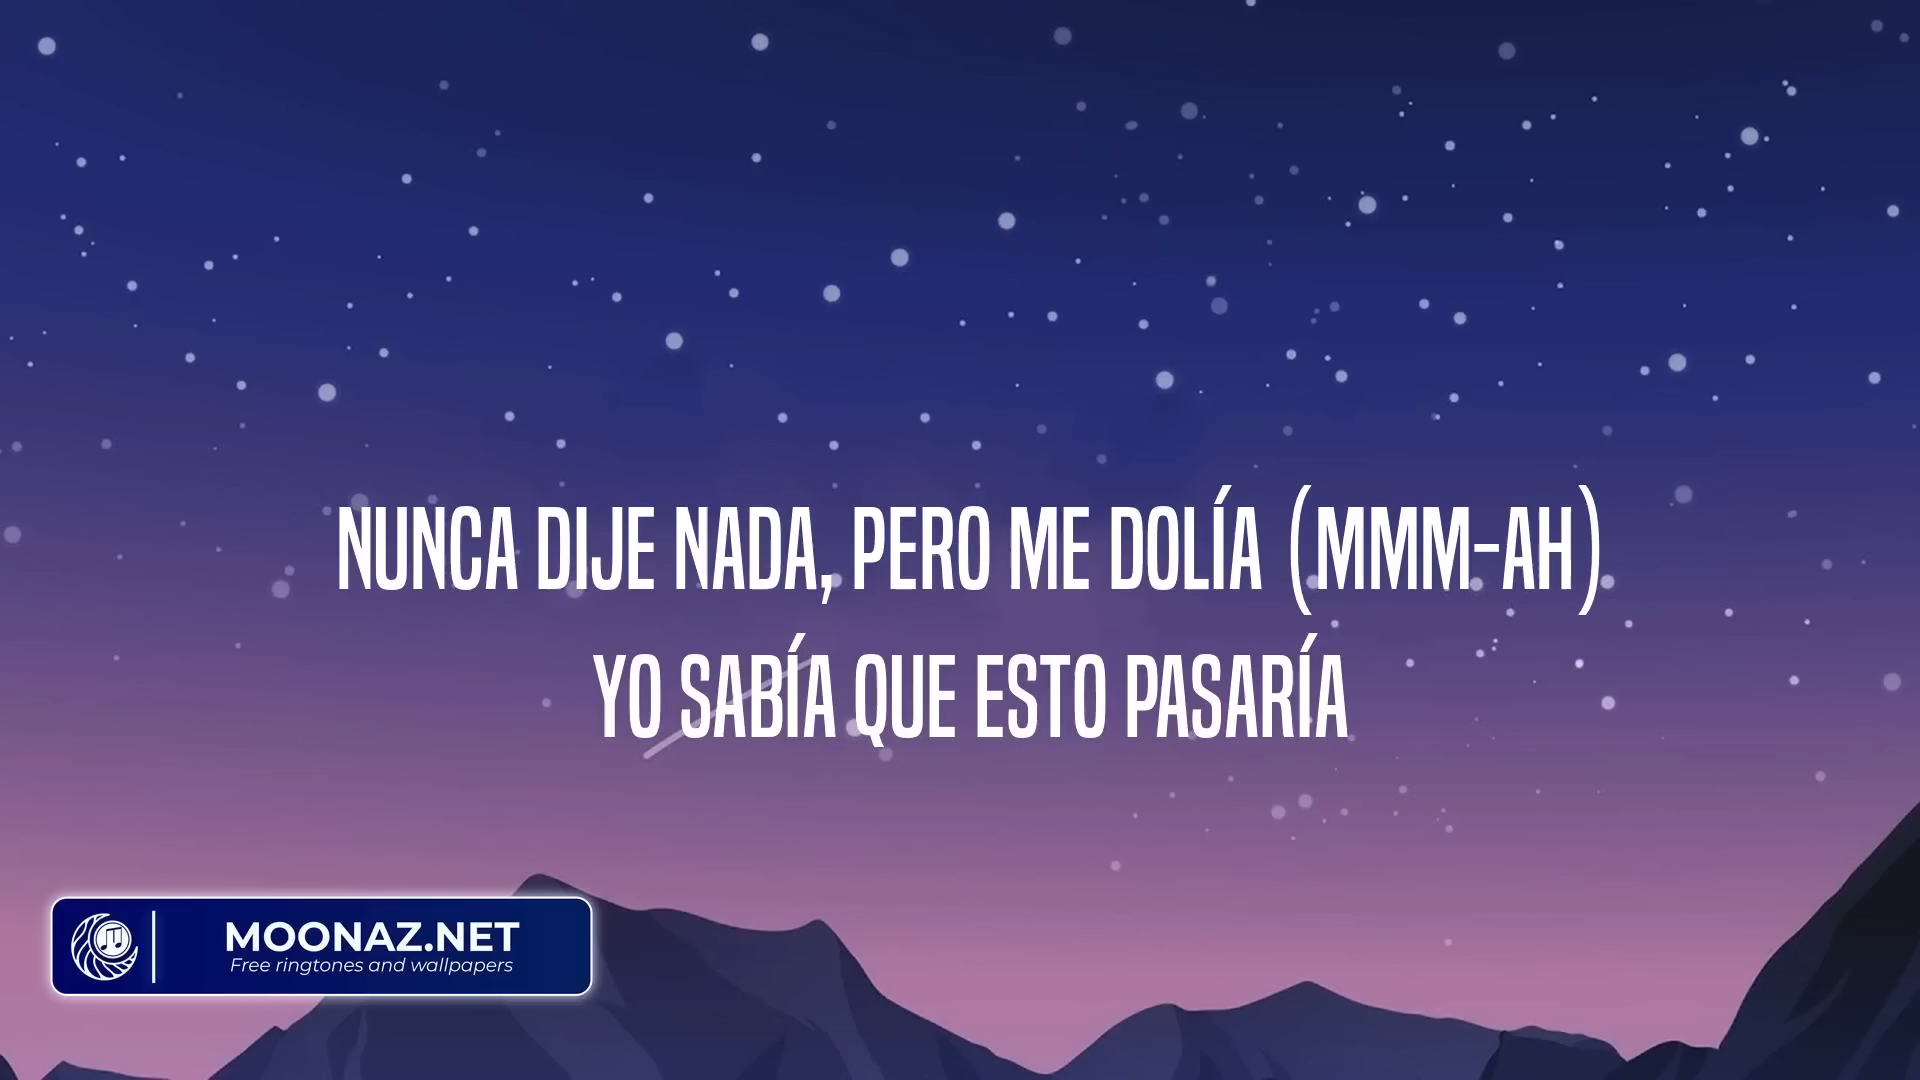 NUNCA DIJE NADA, PERO ME DOLÍA (MMM-AH)
YO SABÍA QUE ESTO PASARÍA
MOONAZ.NET
Free ringtones and wallpapers